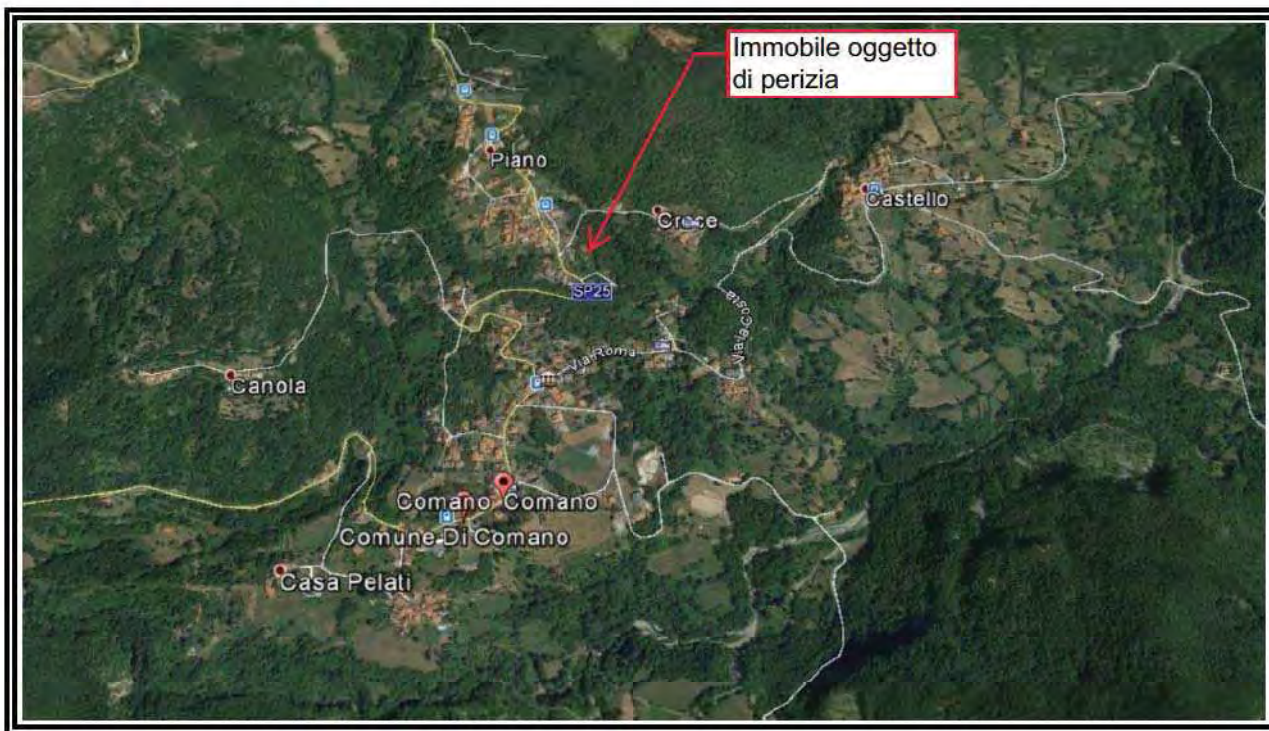 Immobile oggetto
di perizia
Piano
Castello
Croce
SP25
Via la Costa
Via Roma
Canola
Comano Comano
Comune Di Comano
Casa Pelati